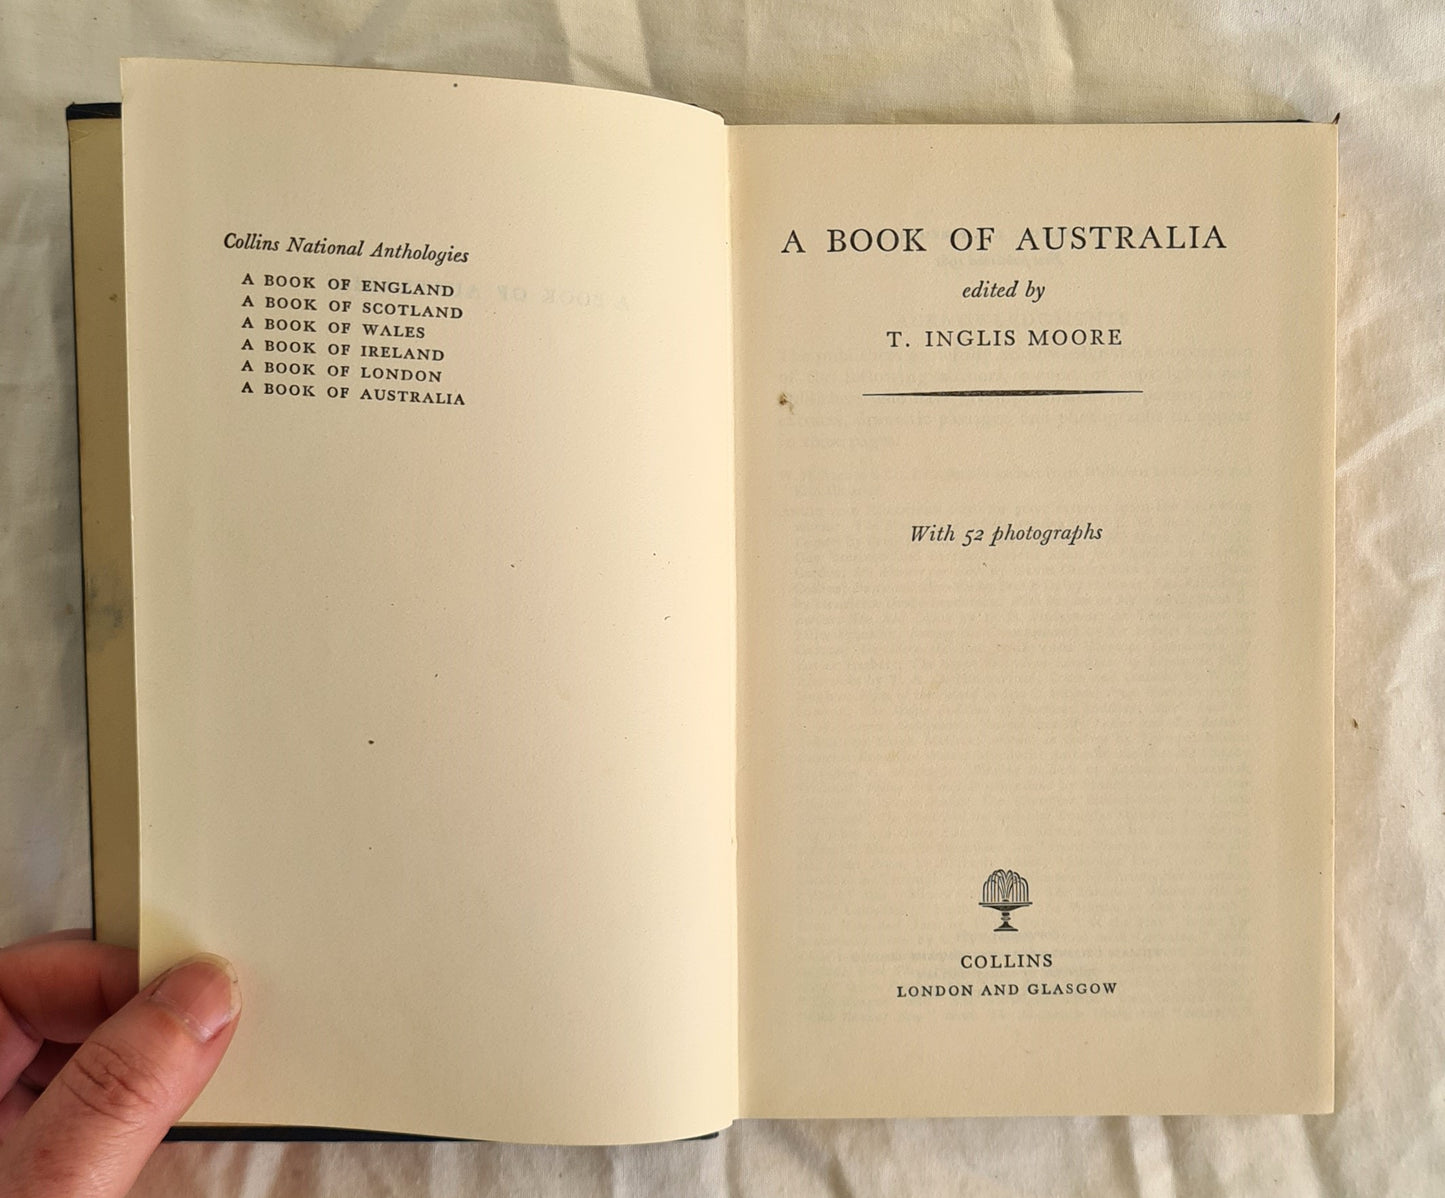 Collins National Anthologies
A BOOK OF ENGLAND
A BOOK OF SCOTLAND
A BOOK OF WALES
A BOOK OF IRELAND
A BOOK OF LONDON
A BOOK OF AUSTRALIA
A BOOK OF AUSTRALIA
edited by
T. INGLIS MOORE
With 52 photographs
COLLINS
LONDON AND GLASGOW